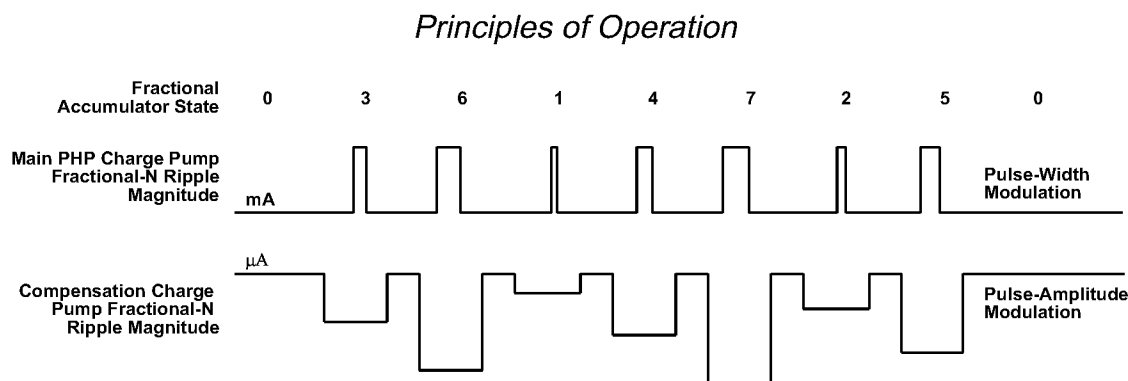 Principles of Operation
Fractional
Accumulator State
0 3 6 1 4 7 2 5 0
Main PHP Charge Pump
Fractional-N Ripple
Magnitude
mA
Pulse-Width
Modulation
µA
Compensation Charge
Pump Fractional-N
Ripple Magnitude
Pulse-Amplitude
Modulation